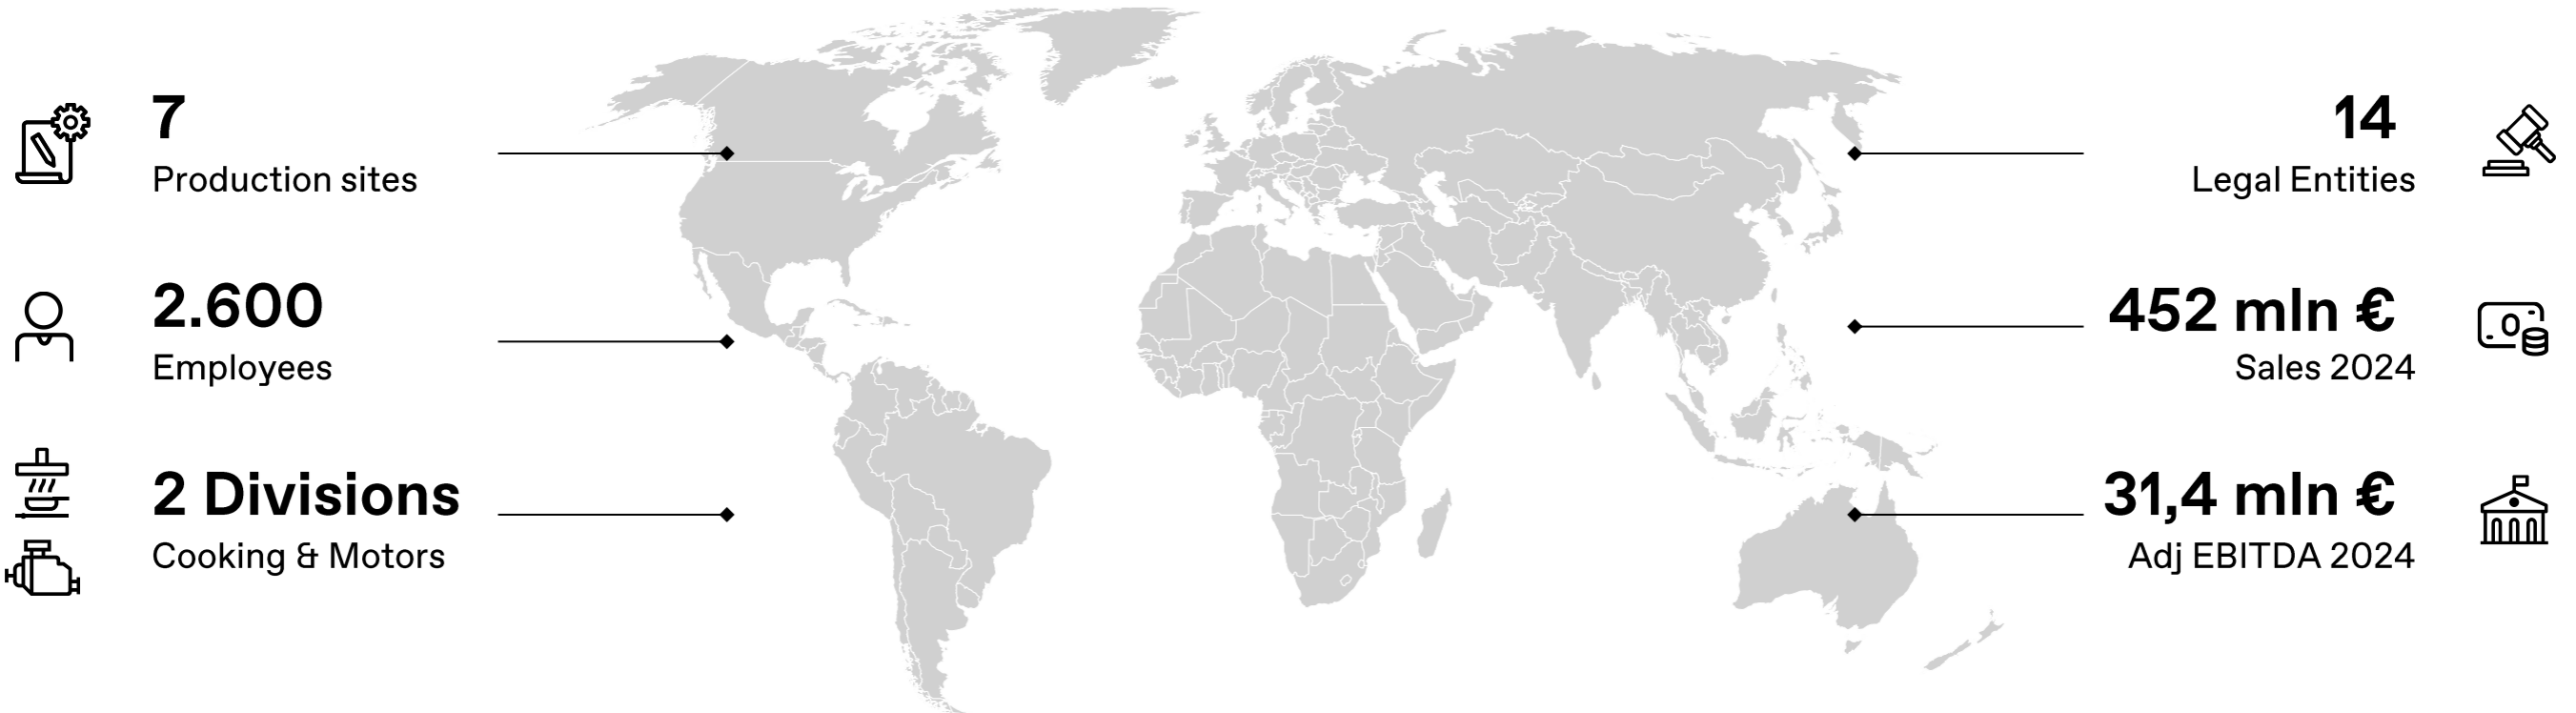 7
Production sites
2.600
Employees
2 Divisions
Cooking & Motors
14
Legal Entities
452 mln €
Sales 2024
31,4 mln €
Adj EBITDA 2024